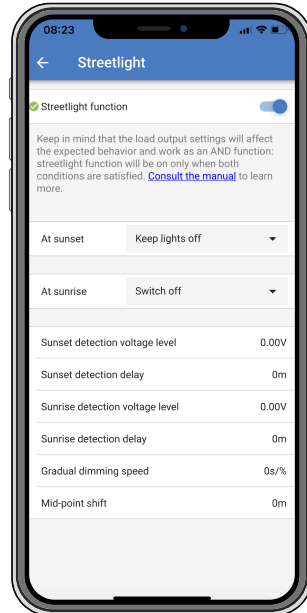 08:23
Streetlight
Streetlight function
Keep in mind that the load output settings will affect
the expected behavior and work as an AND function:
streetlight function will be on only when both
conditions are satisfied. Consult the manual to learn
more.
At sunset Keep lights off
At sunrise Switch off
Sunset detection voltage level 0.00V
Sunset detection delay 0m
Sunrise detection voltage level 0.00V
Sunrise detection delay 0m
Gradual dimming speed 0s/%
Mid-point shift 0m